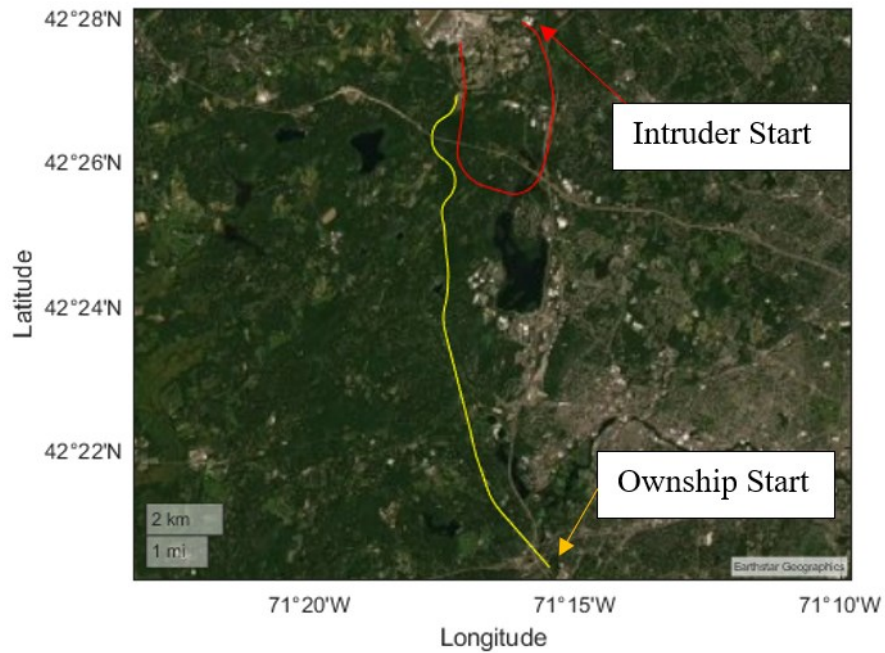 42°28'N
Intruder Start
42°26'N
Latitude
42°24'N
42°22'N
Ownship Start
2 km
1 mi
Earthstar Geographics
71°20'W
71°15'W
71°10'W
Longitude